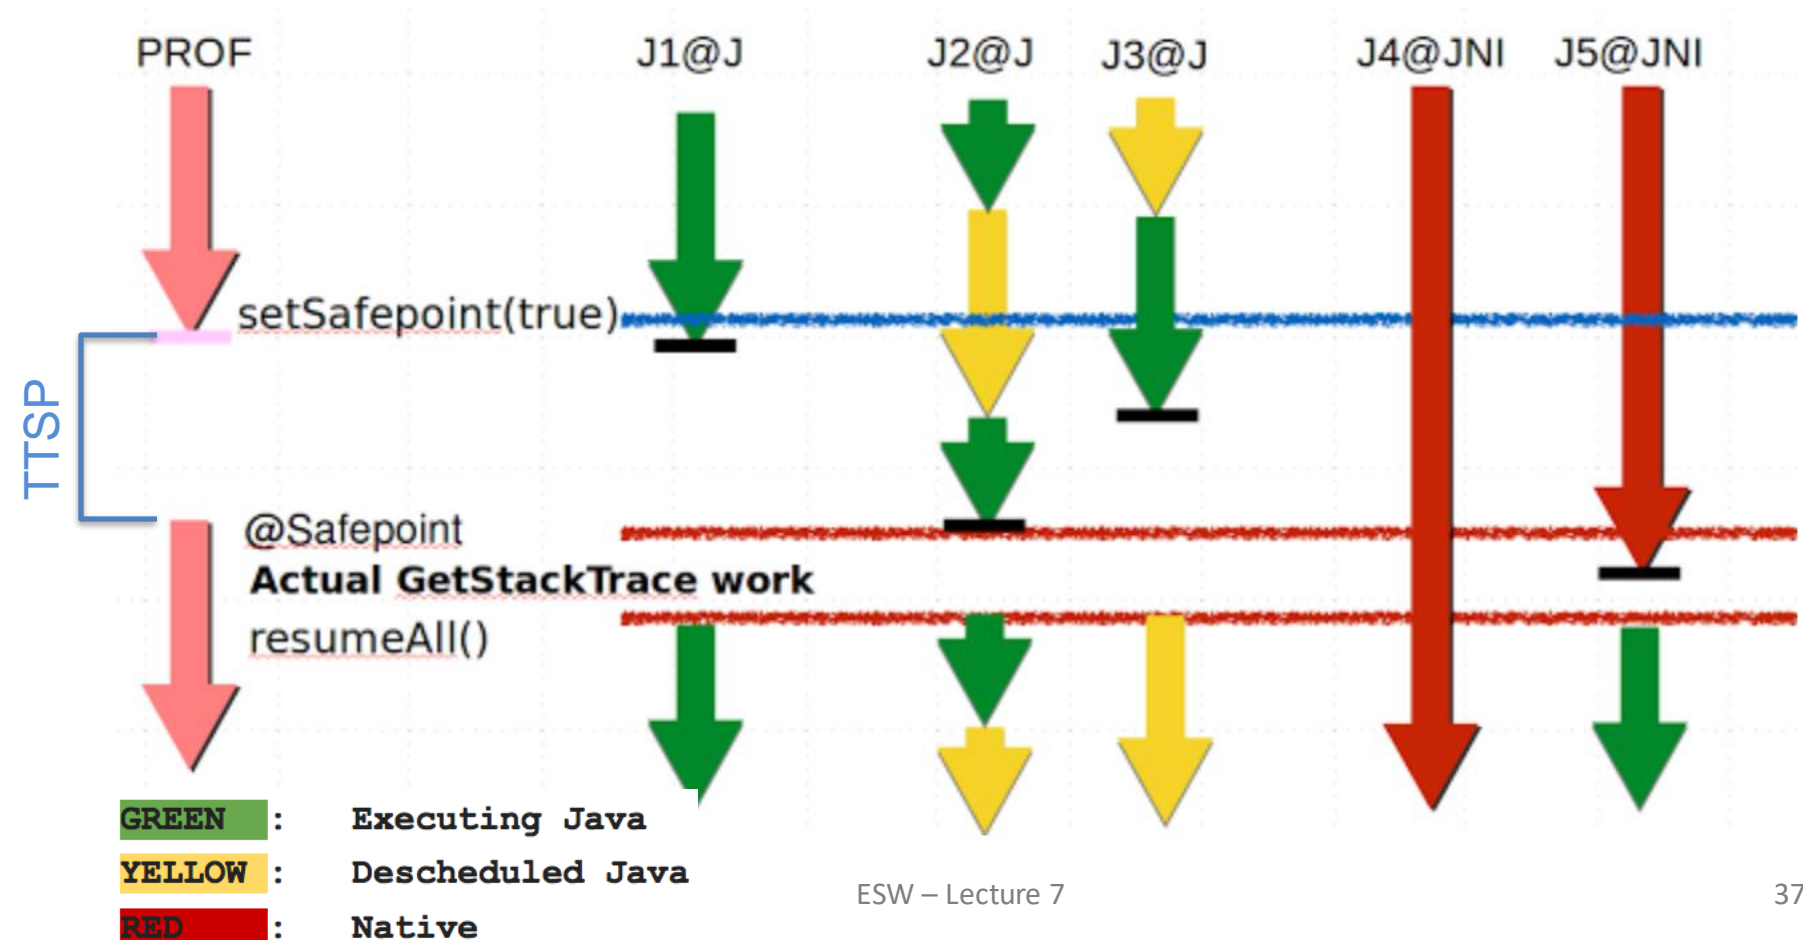 PROF J1@J J2@J J3@J J4@JNI J5@JNI
setSafepoint(true)
TTSP
@Safepoint
Actual GetStackTrace work
resumeAll()
GREEN : Executing Java
YELLOW : Descheduled Java
RED : Native
ESW – Lecture 7
37